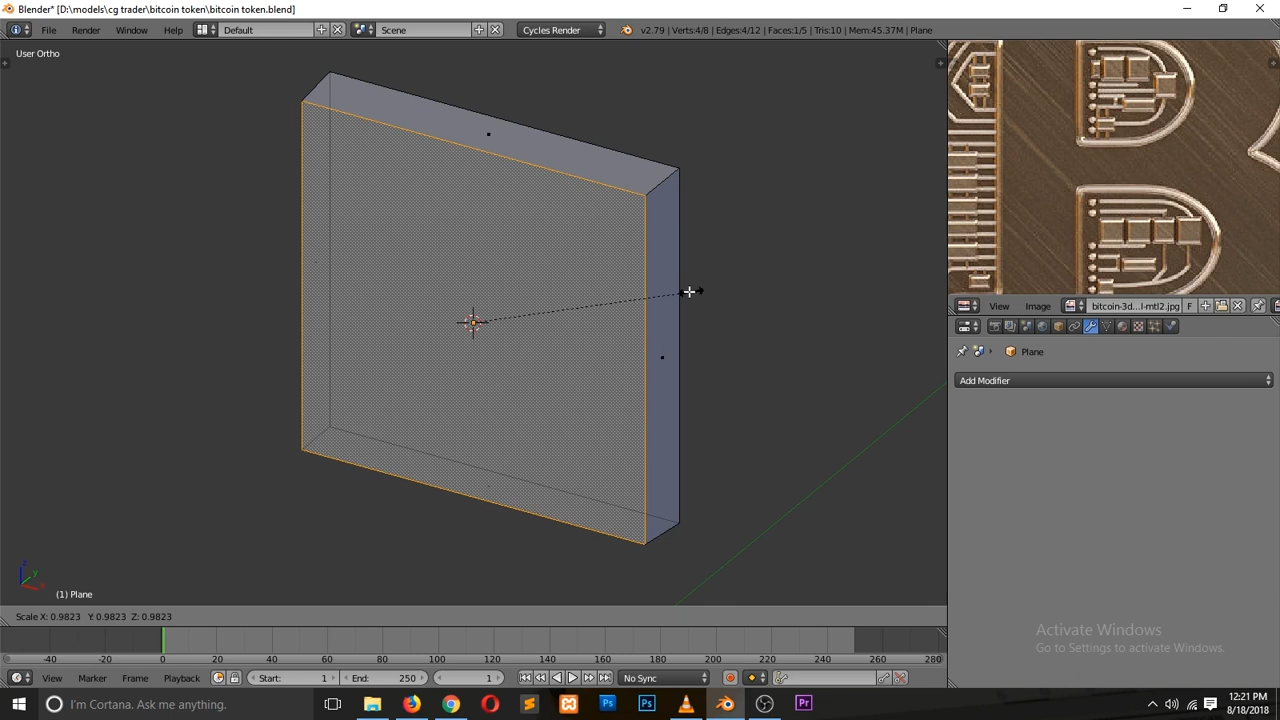 Blender* [D:\models\cg trader\bitcoin token\bitcoin token.blend]
File Render Window Help Default Scene Cycles Render v2.79 | Verts:4/8 | Edges:4/12 | Faces:1/5 | Tris:10 | Mem:45.37M | Plane
User Ortho
View Image bitcoin-3d...l-mtl2.jpg F
Plane
Add Modifier
z
y
x
(1) Plane
Scale X: 0.9823 Y: 0.9823 Z: 0.9823
Activate Windows
Go to Settings to activate Windows.
-40 -20 0 20 40 60 80 100 120 140 160 180 200 220 240 260 280
View Marker Frame Playback Start: 1 End: 250 1 No Sync
I'm Cortana. Ask me anything. Ps Ps Pr 12:21 PM
8/18/2018